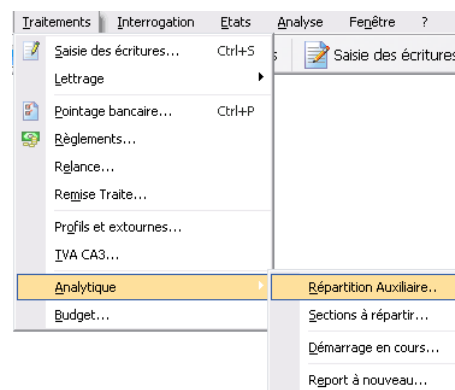 Traitements Interrogation Etats Analyse Fenêtre ?
Saisie des écritures... Ctrl+S
s Saisie des écritures
Lettrage
Pointage bancaire... Ctrl+P
Règlements...
Relance...
Remise Traite...
Profils et extournes...
TVA CA3...
Analytique
Répartition Auxiliaire..
Budget...
Sections à répartir...
Démarrage en cours...
Report à nouveau...